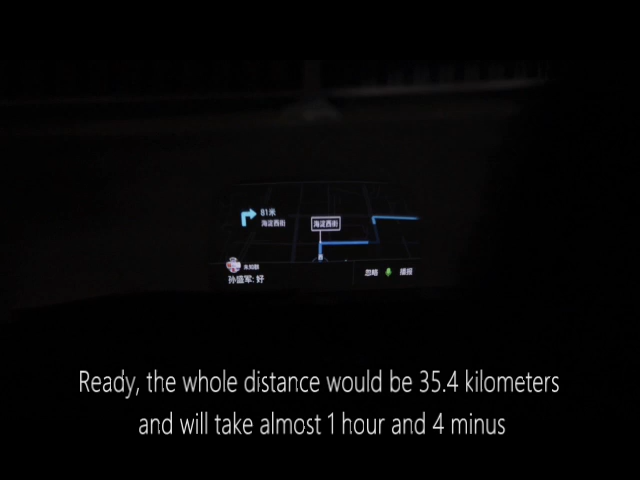 81米
海淀西街
海淀西街
孙盛军: 好
忽略
播报
Ready, the whole distance would be 35.4 kilometers
and will take almost 1 hour and 4 minus